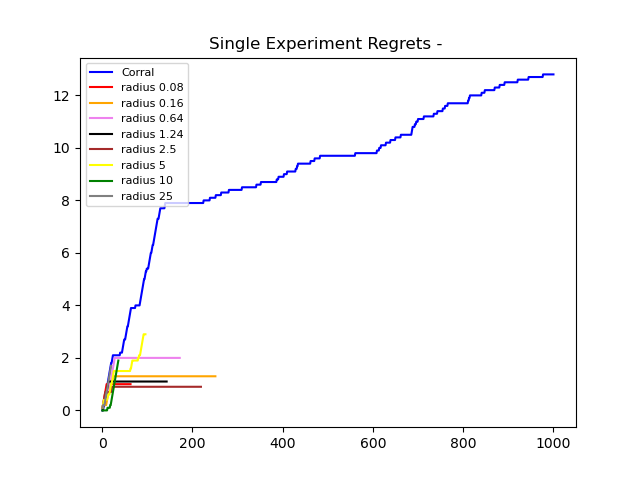 Single Experiment Regrets -
Corral
radius 0.08
radius 0.16
radius 0.64
radius 1.24
radius 2.5
radius 5
radius 10
radius 25
12
10
8
6
4
2
0
0 200 400 600 800 1000